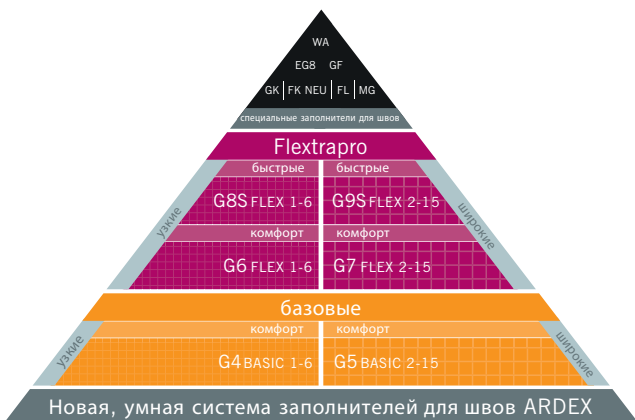 WA
EG8 GF
GK | FK NEU | FL | MG
специальные заполнители для швов
Flextrapro
быстрые быстрые
G8S FLEX 1-6 G9S FLEX 2-15
узкие широкие
комфорт комфорт
G6 FLEX 1-6 G7 FLEX 2-15
базовые
комфорт комфорт
узкие широкие
G4 BASIC 1-6 G5 BASIC 2-15
Новая, умная система заполнителей для швов ARDEX